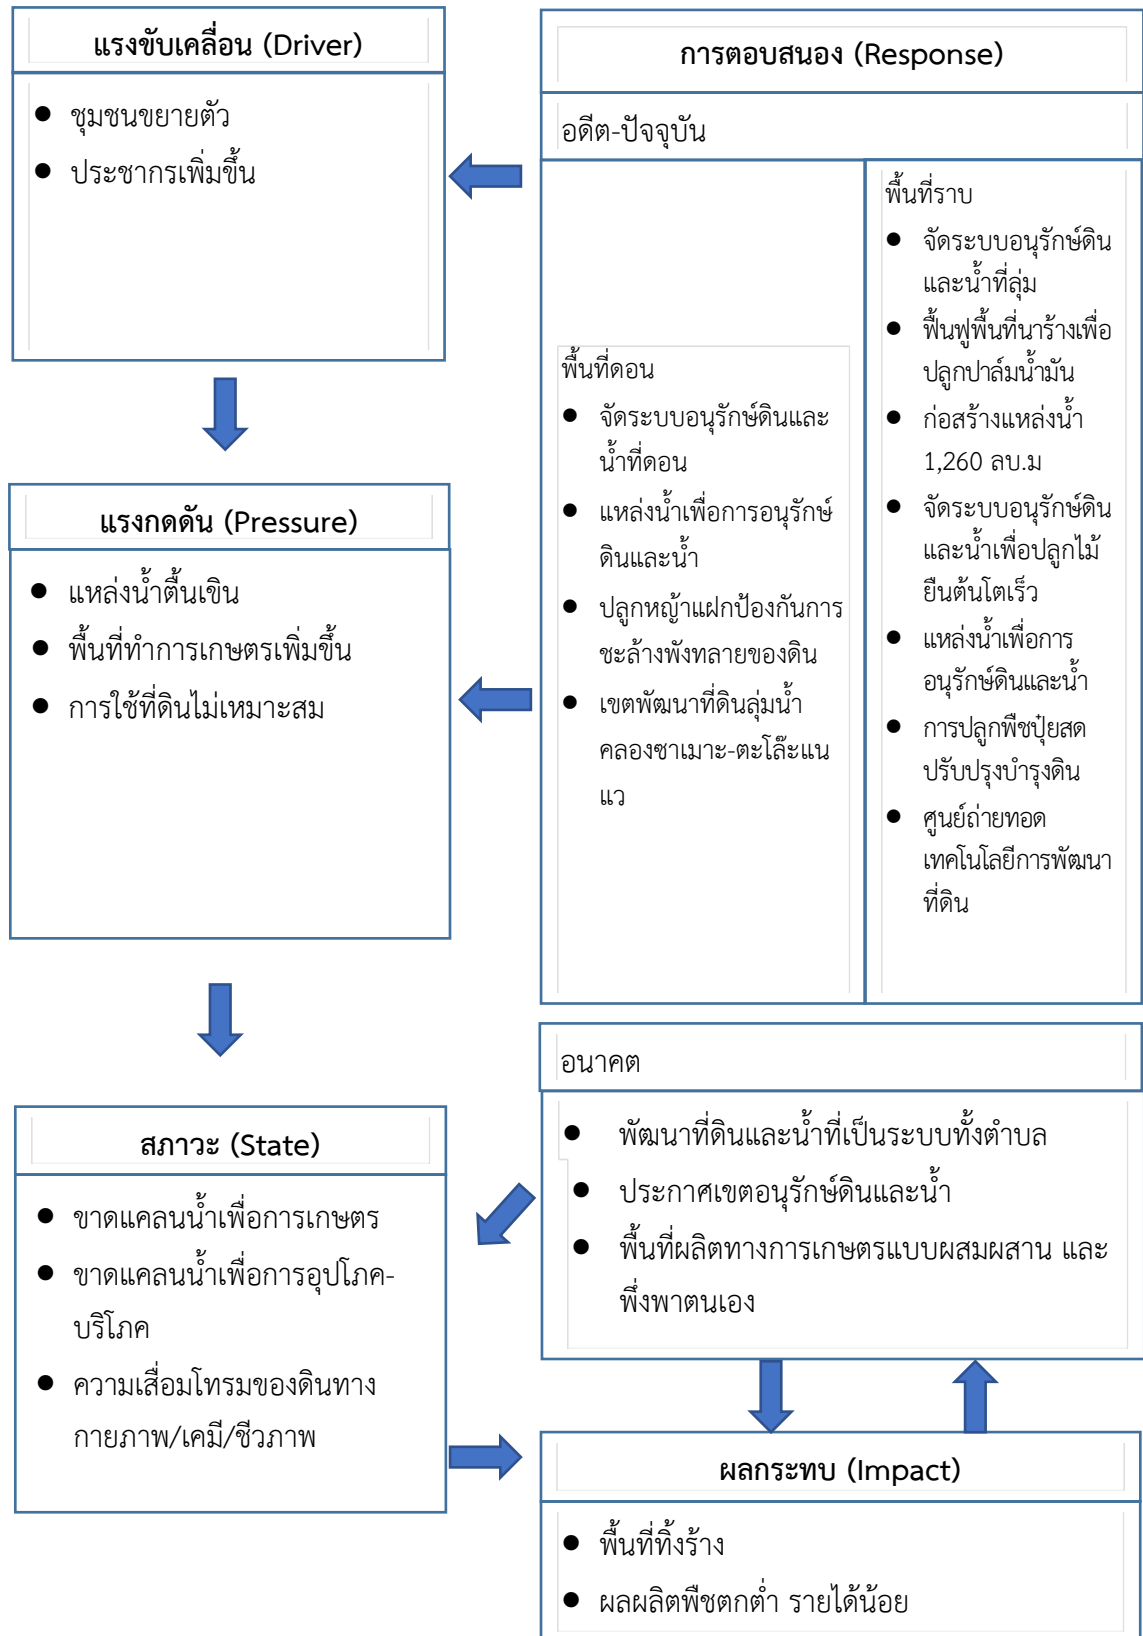 แรงขับเคลื่อน (Driver)
ชุมชนขยายตัว
ประชากรเพิ่มขึ้น
แรงกดดัน (Pressure)
แหล่งน้ำตื้นเขิน
พื้นที่ทำการเกษตรเพิ่มขึ้น
การใช้ที่ดินไม่เหมาะสม
สภาวะ (State)
ขาดแคลนน้ำเพื่อการเกษตร
ขาดแคลนน้ำเพื่อการอุปโภค-
บริโภค
ความเสื่อมโทรมของดินทาง
กายภาพ/เคมี/ชีวภาพ
การตอบสนอง (Response)
อดีต-ปัจจุบัน
พื้นที่ดอน
จัดระบบอนุรักษ์ดินและ
น้ำที่ดอน
แหล่งน้ำเพื่อการอนุรักษ์
ดินและน้ำ
ปลูกหญ้าแฝกป้องกันการ
ชะล้างพังทลายของดิน
เขตพัฒนาที่ดินลุ่มน้ำ
คลองซาเมาะ-ตะโล๊ะแน
แว
พื้นที่ราบ
จัดระบบอนุรักษ์ดิน
และน้ำที่ลุ่ม
ฟื้นฟูพื้นที่นาร้างเพื่อ
ปลูกปาล์มน้ำมัน
ก่อสร้างแหล่งน้ำ
1,260 ลบ.ม
จัดระบบอนุรักษ์ดิน
และน้ำเพื่อปลูกไม้
ยืนต้นโตเร็ว
แหล่งน้ำเพื่อการ
อนุรักษ์ดินและน้ำ
การปลูกพืชปุ๋ยสด
ปรับปรุงบำรุงดิน
ศูนย์ถ่ายทอด
เทคโนโลยีการพัฒนา
ที่ดิน
อนาคต
พัฒนาที่ดินและน้ำที่เป็นระบบทั้งตำบล
ประกาศเขตอนุรักษ์ดินและน้ำ
พื้นที่ผลิตทางการเกษตรแบบผสมผสาน และ
พึ่งพาตนเอง
ผลกระทบ (Impact)
พื้นที่ทิ้งร้าง
ผลผลิตพืชตกต่ำ รายได้น้อย